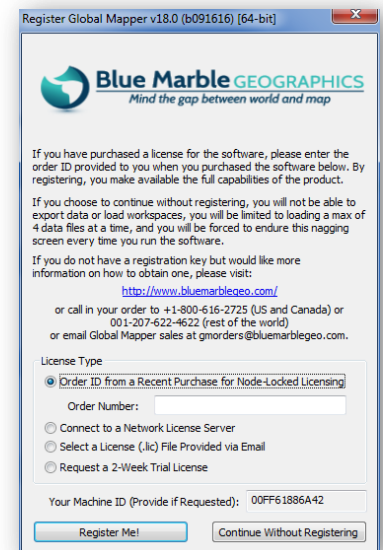 Register Global Mapper v18.0 (b091616) [64-bit]
Blue Marble GEOGRAPHICS
Mind the gap between world and map
If you have purchased a license for the software, please enter the
order ID provided to you when you purchased the software below. By
registering, you make available the full capabilities of the product.
If you choose to continue without registering, you will not be able to
export data or load workspaces, you will be limited to loading a max of
4 data files at a time, and you will be forced to endure this nagging
screen every time you run the software.
If you do not have a registration key but would like more
information on how to obtain one, please visit:
http://www.bluemarblegeo.com/
or call in your order to +1-800-616-2725 (US and Canada) or
001-207-622-4622 (rest of the world)
or email Global Mapper sales at gmorders@bluemarblegeo.com.
License Type
Order ID from a Recent Purchase for Node-Locked Licensing
Order Number:
Connect to a Network License Server
Select a License (.lic) File Provided via Email
Request a 2-Week Trial License
Your Machine ID (Provide if Requested): 00FF61886A42
Register Me! Continue Without Registering